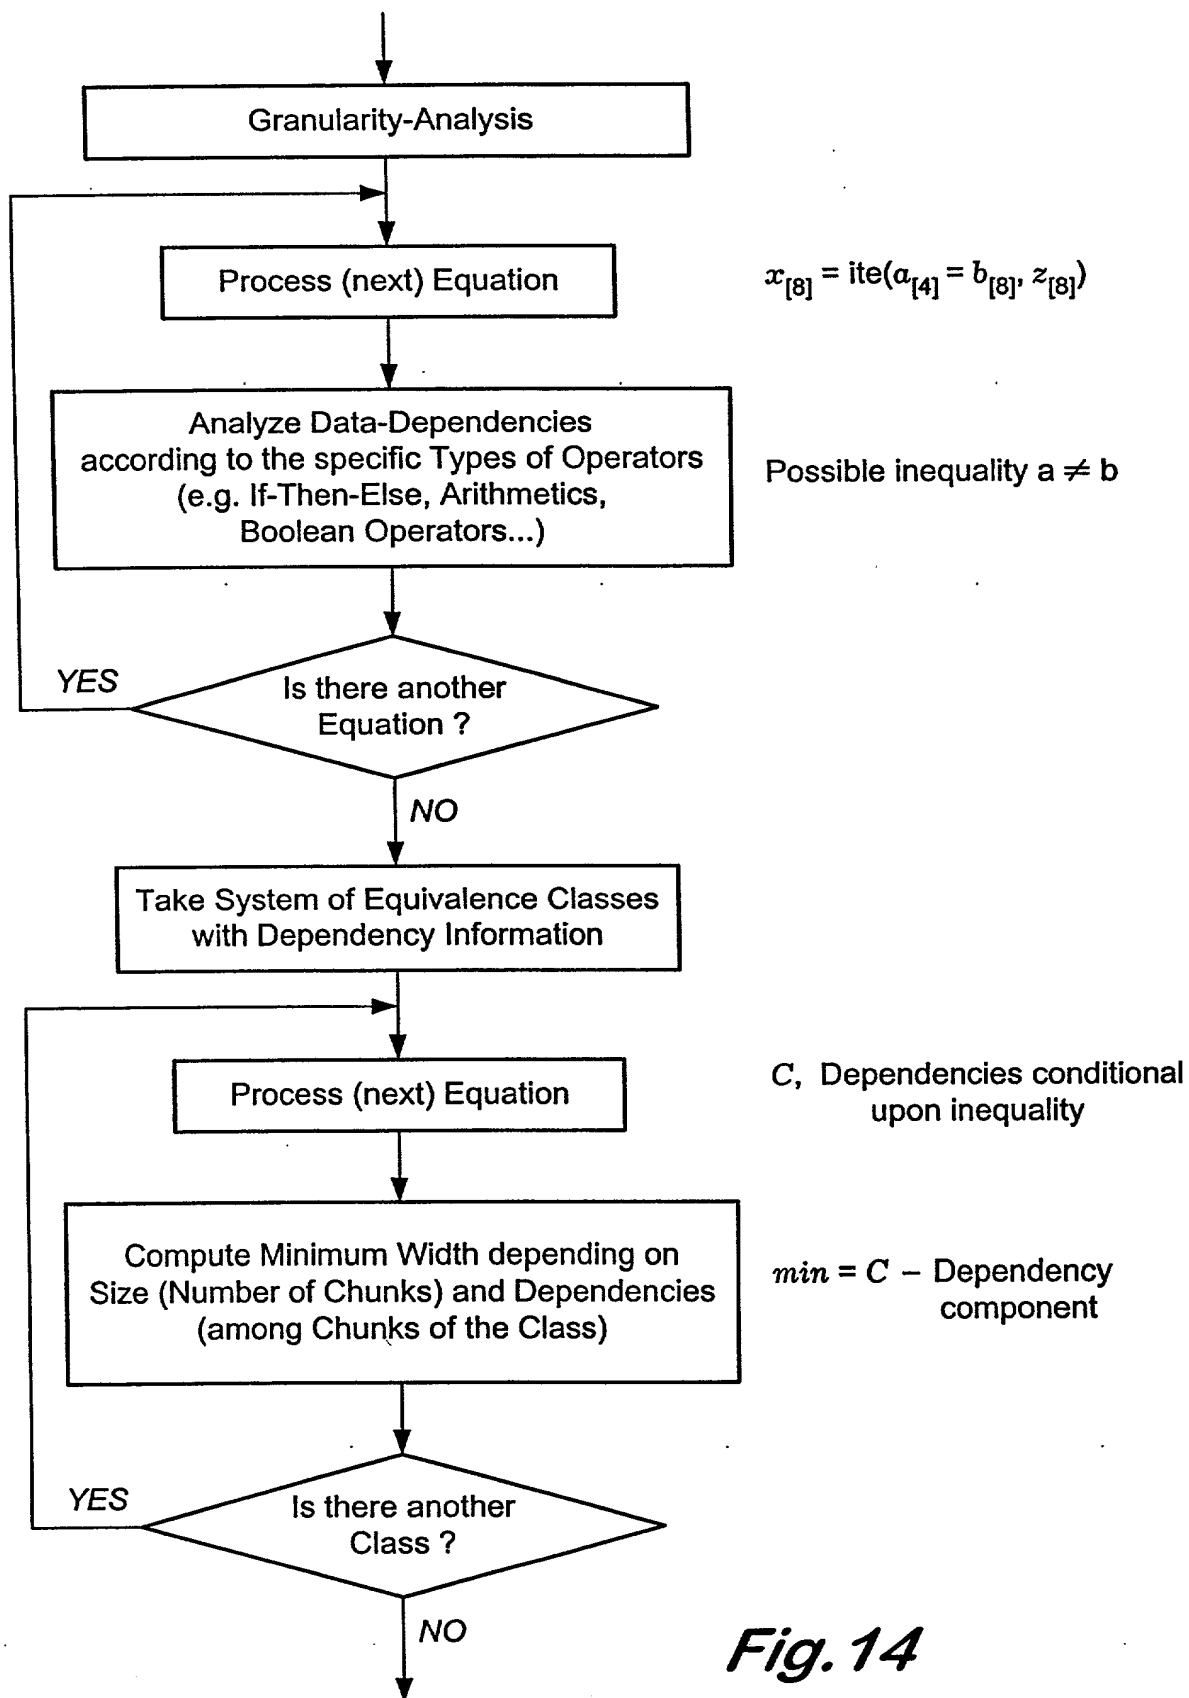 Granularity-Analysis
Process (next) Equation
x[8] = ite(a[4] = b[8], z[8])
Analyze Data-Dependencies
according to the specific Types of Operators
(e.g. If-Then-Else, Arithmetics,
Boolean Operators...)
Possible inequality a ≠ b
YES
Is there another
Equation ?
NO
Take System of Equivalence Classes
with Dependency Information
Process (next) Equation
C, Dependencies conditional
upon inequality
Compute Minimum Width depending on
Size (Number of Chunks) and Dependencies
(among Chunks of the Class)
min = C – Dependency
component
YES
Is there another
Class ?
NO
Fig. 14